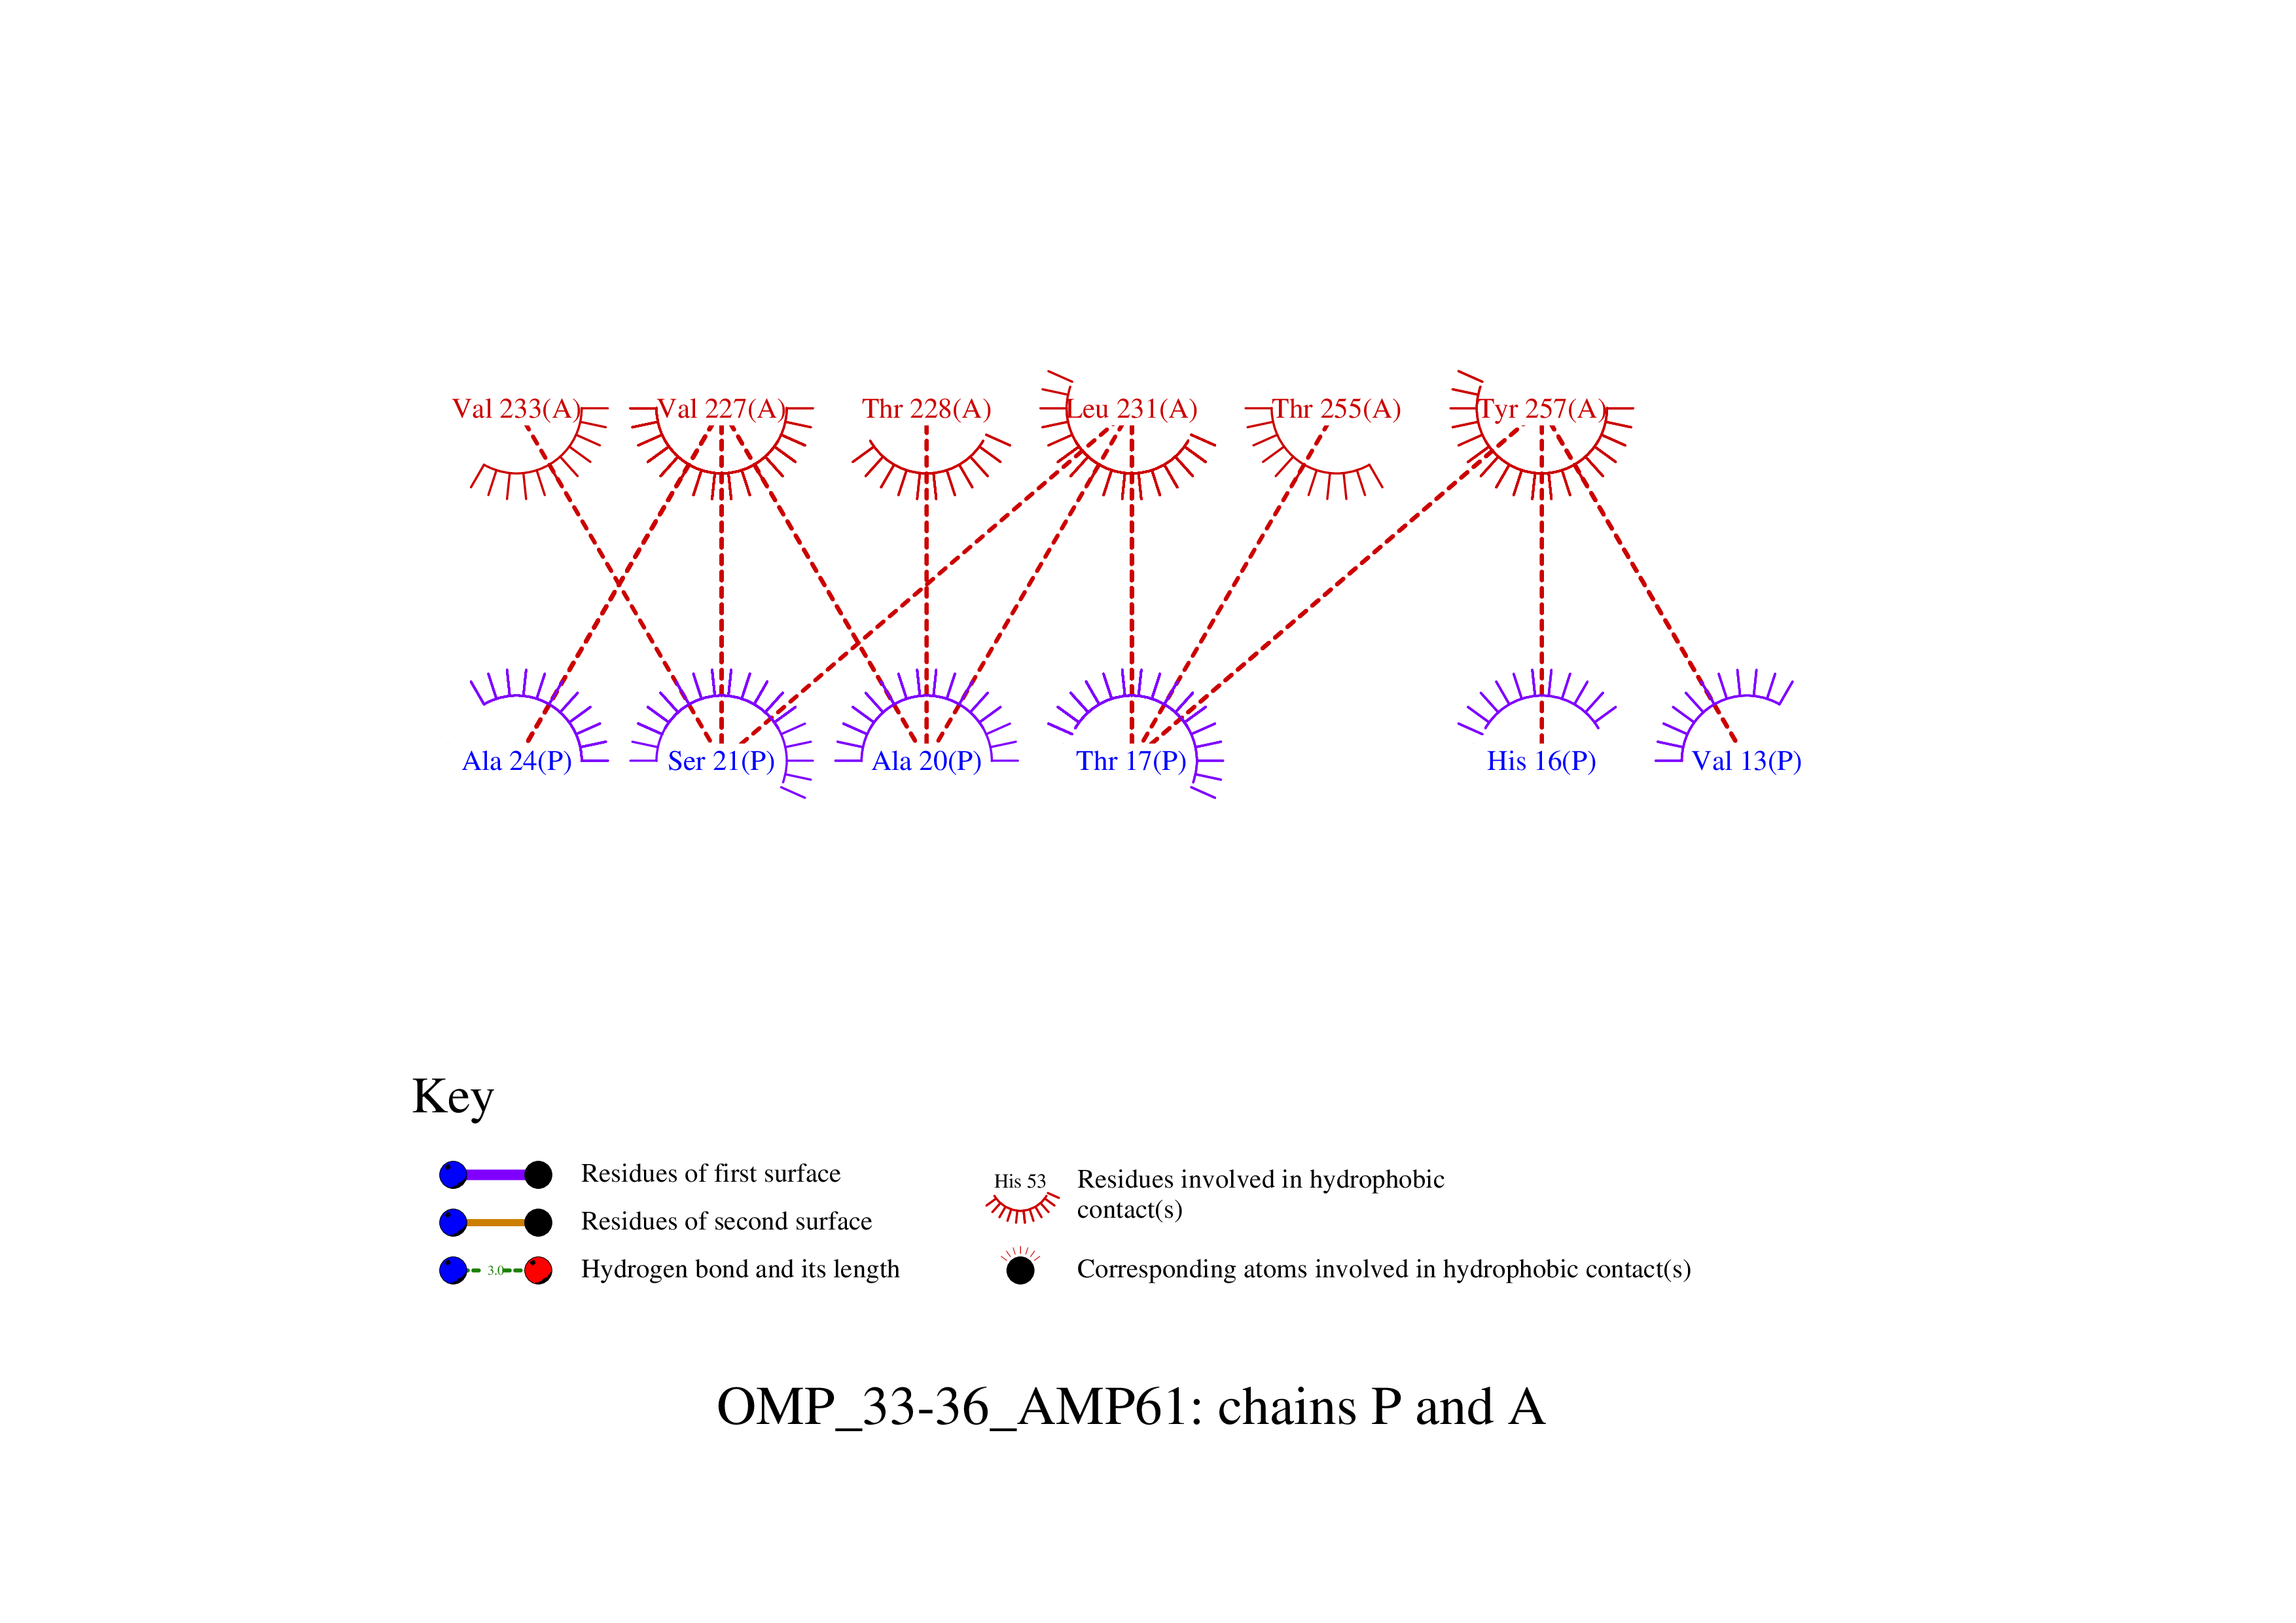 Val 233(A) Val 227(A) Thr 228(A) Leu 231(A) Thr 255(A) Tyr 257(A)
Ala 24(P) Ser 21(P) Ala 20(P) Thr 17(P) His 16(P) Val 13(P)
Key
Residues of first surface
Residues of second surface
3.0 Hydrogen bond and its length
His 53 Residues involved in hydrophobic
contact(s)
Corresponding atoms involved in hydrophobic contact(s)
OMP_33-36_AMP61: chains P and A